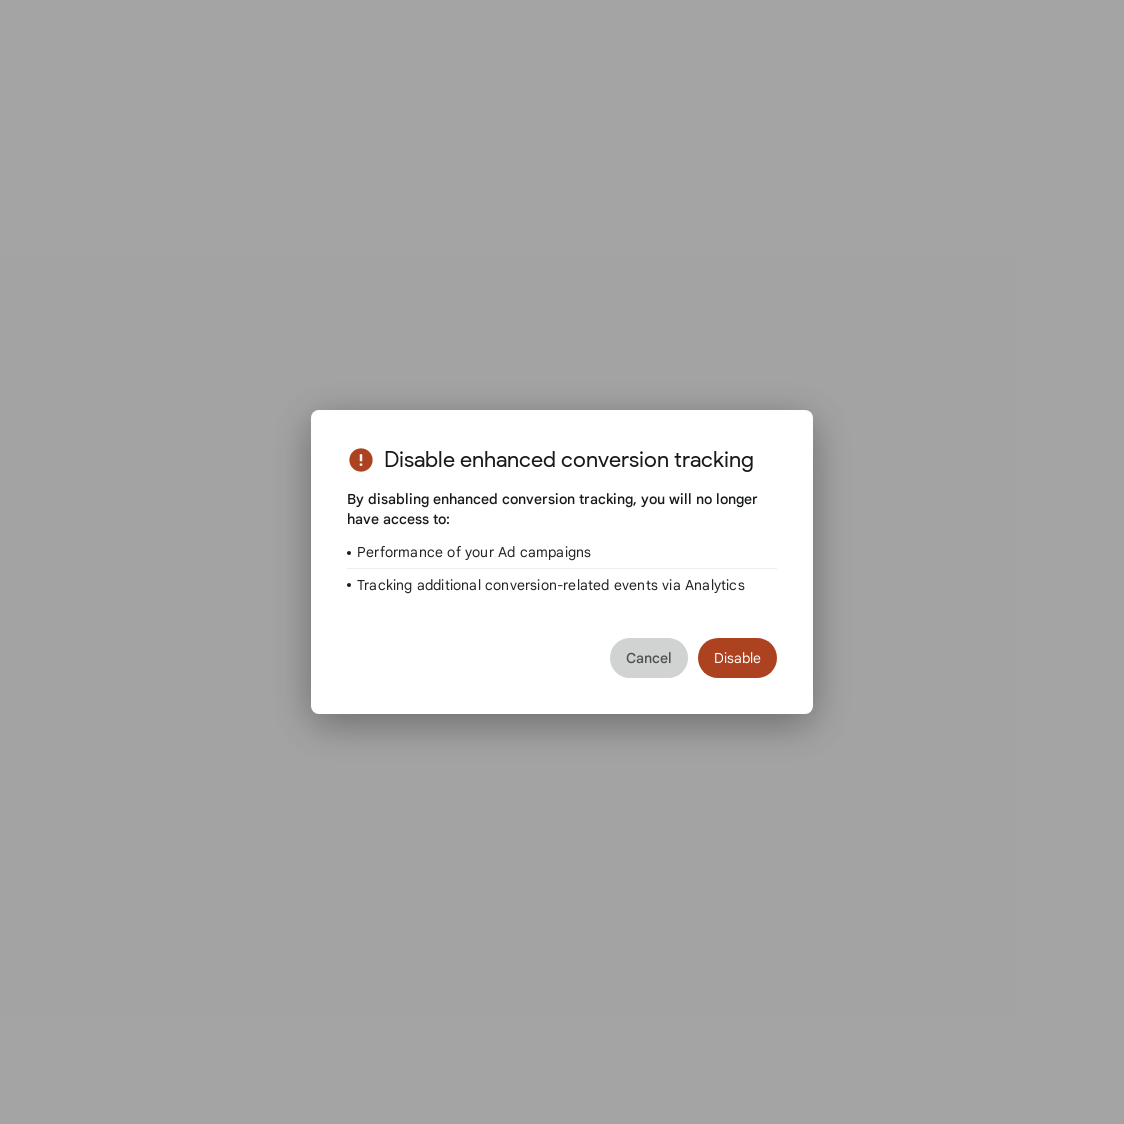 Disable enhanced conversion tracking
By disabling enhanced conversion tracking, you will no longer
have access to:
• Performance of your Ad campaigns
• Tracking additional conversion-related events via Analytics
Cancel Disable